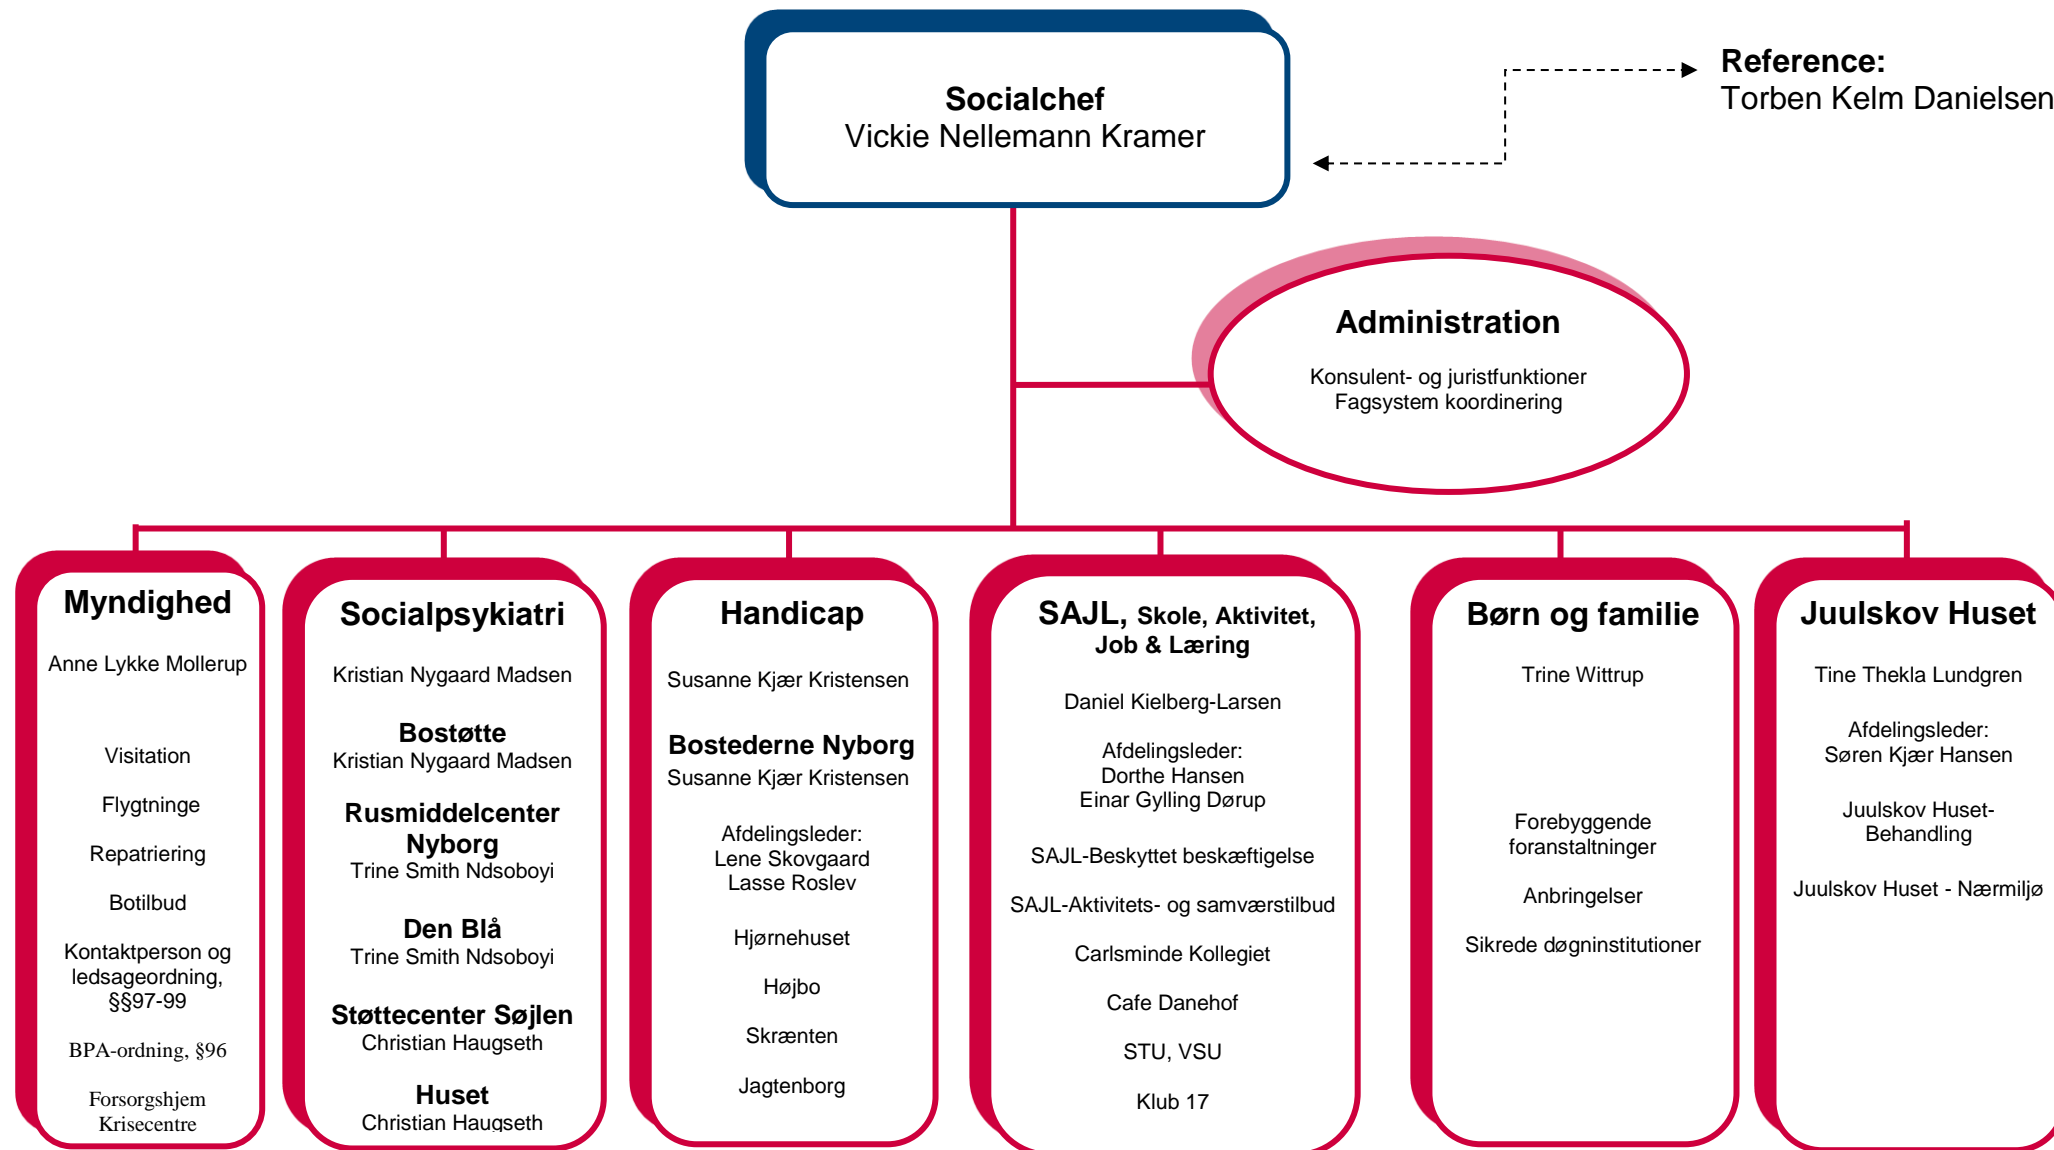 Socialchef
Vickie Nellemann Kramer
Reference:
Torben Kelm Danielsen
Administration
Konsulent- og juristfunktioner
Fagsystem koordinering
Myndighed
Anne Lykke Mollerup
Visitation
Flygtninge
Repatriering
Botilbud
Kontaktperson og
ledsageordning,
§§97-99
BPA-ordning, §96
Forsorgshjem
Krisecentre
Socialpsykiatri
Kristian Nygaard Madsen
Bostøtte
Kristian Nygaard Madsen
Rusmiddelcenter
Nyborg
Trine Smith Ndsoboyi
Den Blå
Trine Smith Ndsoboyi
Støttecenter Søjlen
Christian Haugseth
Huset
Christian Haugseth
Handicap
Susanne Kjær Kristensen
Bostederne Nyborg
Susanne Kjær Kristensen
Afdelingsleder:
Lene Skovgaard
Lasse Roslev
Hjørnehuset
Højbo
Skrænten
Jagtenborg
SAJL, Skole, Aktivitet,
Job & Læring
Daniel Kielberg-Larsen
Afdelingsleder:
Dorthe Hansen
Einar Gylling Dørup
SAJL-Beskyttet beskæftigelse
SAJL-Aktivitets- og samværstilbud
Carlsminde Kollegiet
Cafe Danehof
STU, VSU
Klub 17
Børn og familie
Trine Wittrup
Forebyggende
foranstaltninger
Anbringelser
Sikrede døgninstitutioner
Juulskov Huset
Tine Thekla Lundgren
Afdelingsleder:
Søren Kjær Hansen
Juulskov Huset-
Behandling
Juulskov Huset - Nærmiljø